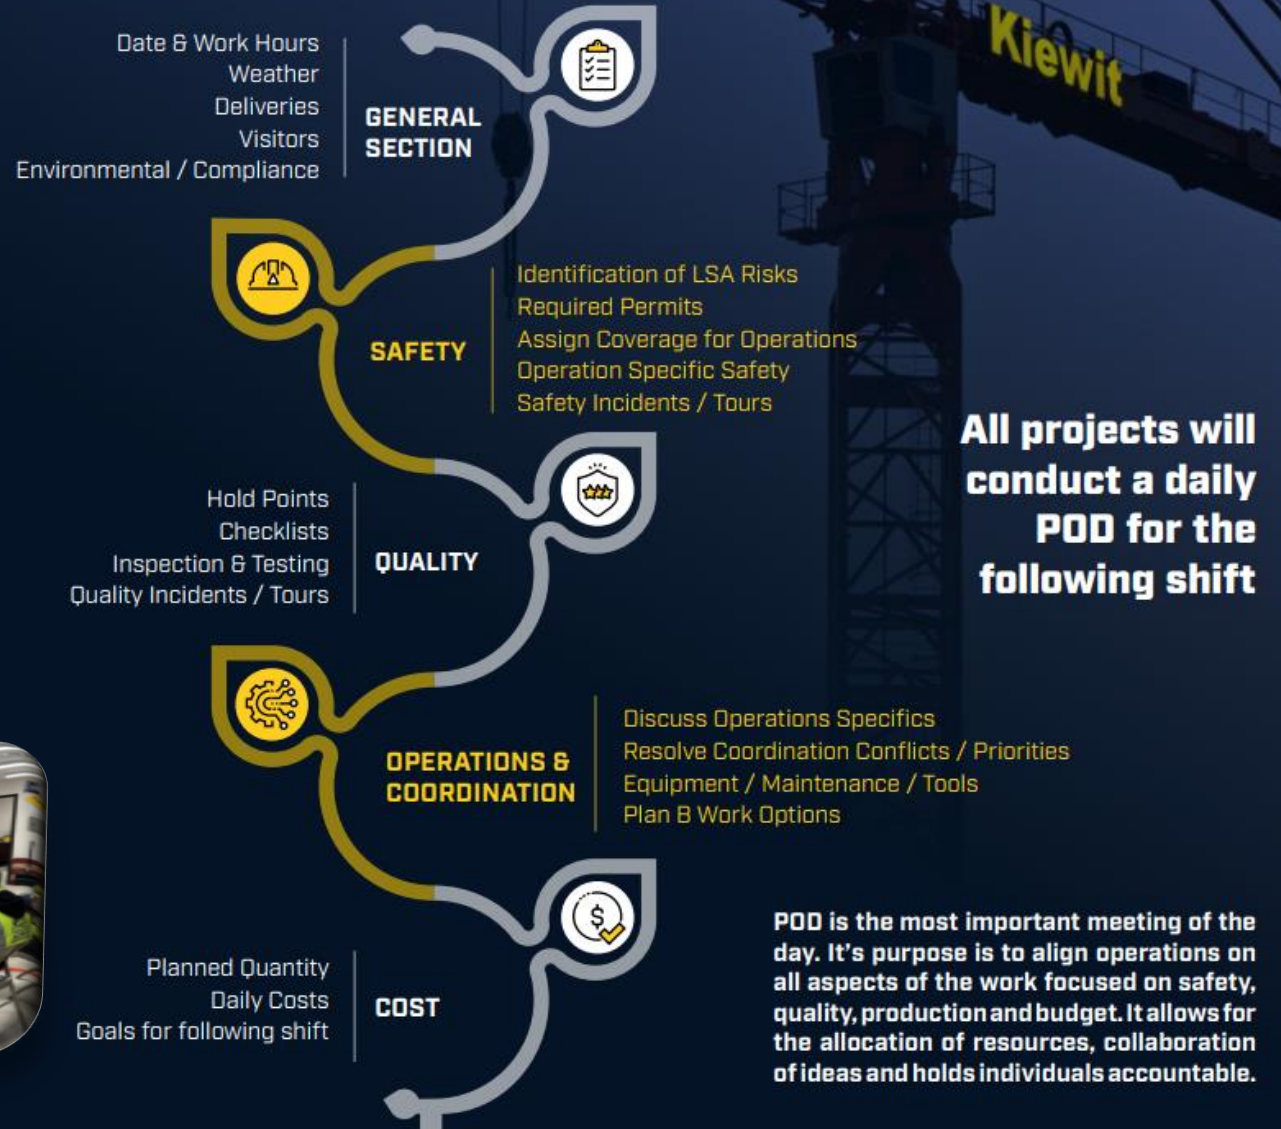 Kiewit
Date & Work Hours
Weather
Deliveries
Visitors
Environmental / Compliance
GENERAL
SECTION
SAFETY
Identification of LSA Risks
Required Permits
Assign Coverage for Operations
Operation Specific Safety
Safety Incidents / Tours
All projects will
conduct a daily
POD for the
following shift
Hold Points
Checklists
Inspection & Testing
Quality Incidents / Tours
QUALITY
OPERATIONS &
COORDINATION
Discuss Operations Specifics
Resolve Coordination Conflicts / Priorities
Equipment / Maintenance / Tools
Plan B Work Options
Planned Quantity
Daily Costs
Goals for following shift
COST
$
POD is the most important meeting of the
day. It's purpose is to align operations on
all aspects of the work focused on safety,
quality, production and budget. It allows for
the allocation of resources, collaboration
of ideas and holds individuals accountable.